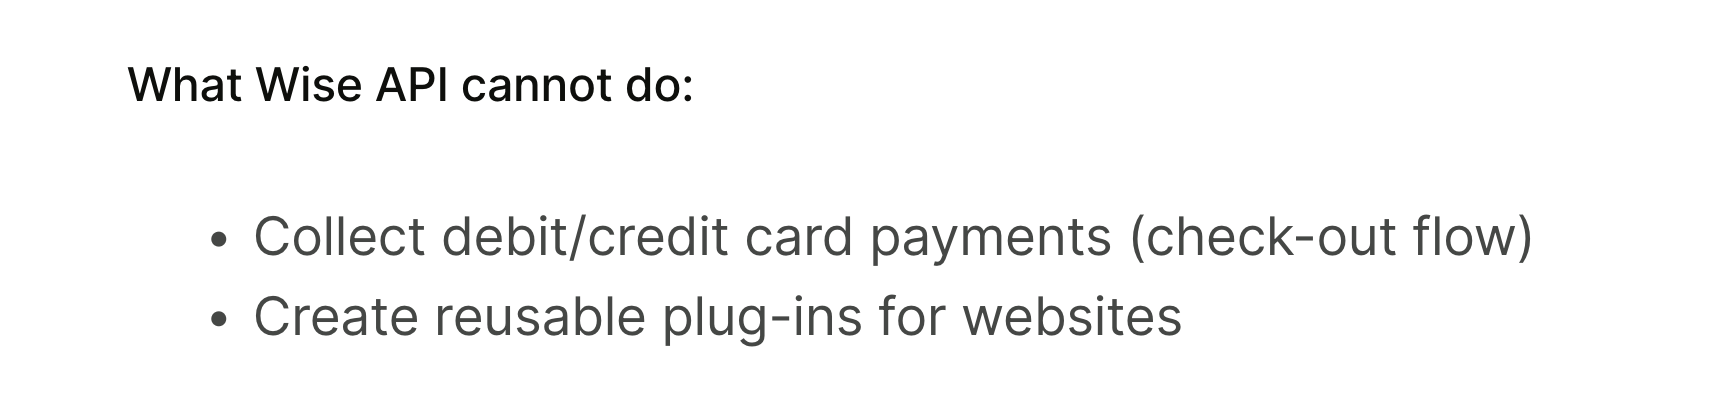 What Wise API cannot do:
• Collect debit/credit card payments (check-out flow)
• Create reusable plug-ins for websites